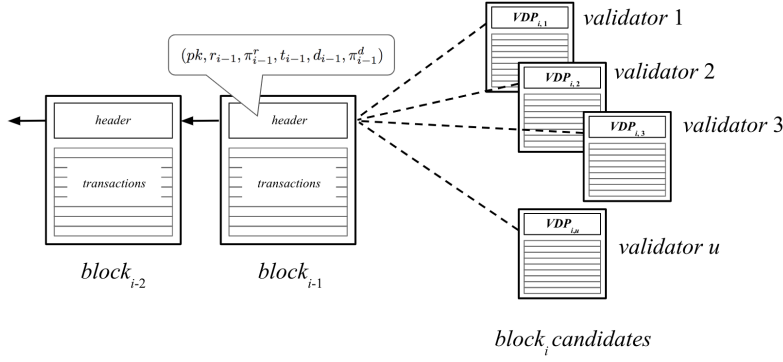 VDP_{i, 1}
validator 1
(pk, r_{i−1}, π^r_{i−1}, t_{i−1}, d_{i−1}, π^d_{i−1})
VDP_{i, 2}
validator 2
header
header
VDP_{i, 3}
validator 3
transactions
transactions
VDP_{i,u}
validator u
block_{i-2}
block_{i-1}
block_i candidates